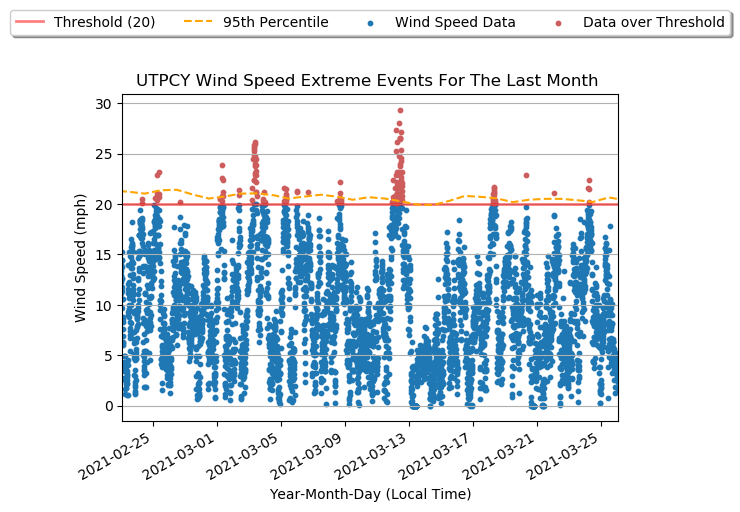 Threshold (20) 95th Percentile Wind Speed Data Data over Threshold
UTPCY Wind Speed Extreme Events For The Last Month
30
25
20
15
10
5
0
Wind Speed (mph)
2021-02-25 2021-03-01 2021-03-05 2021-03-09 2021-03-13 2021-03-17 2021-03-21 2021-03-25
Year-Month-Day (Local Time)